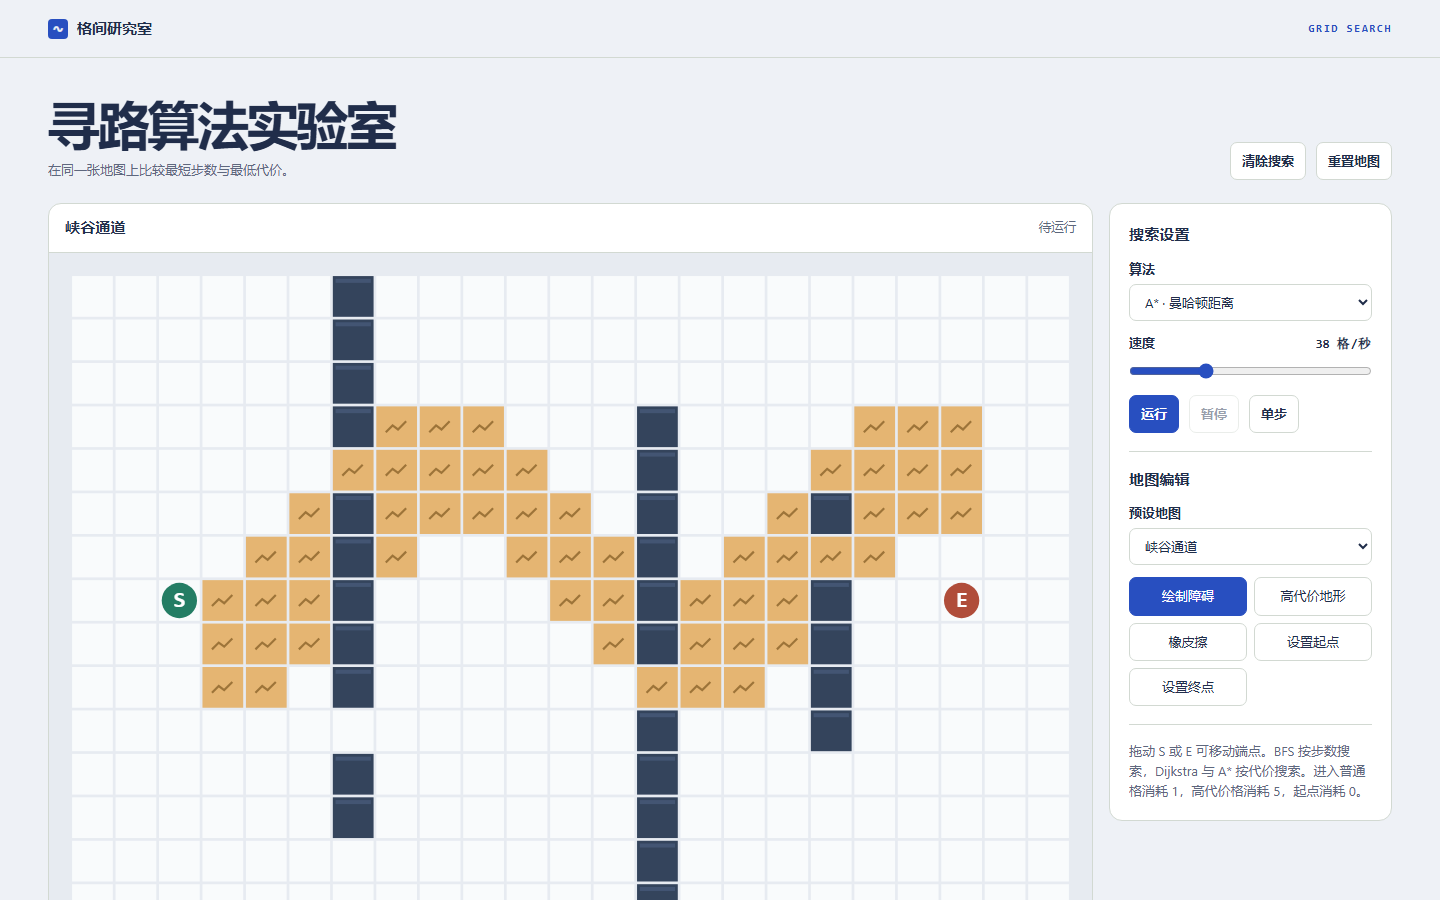 格间研究室
GRID SEARCH
寻路算法实验室
在同一张地图上比较最短步数与最低代价。
清除搜索
重置地图
峡谷通道
待运行
S
E
搜索设置
算法
A* · 曼哈顿距离
速度
38 格/秒
运行
暂停
单步
地图编辑
预设地图
峡谷通道
绘制障碍
高代价地形
橡皮擦
设置起点
设置终点
拖动 S 或 E 可移动端点。BFS 按步数搜
索，Dijkstra 与 A* 按代价搜索。进入普通
格消耗 1，高代价格消耗 5，起点消耗 0。